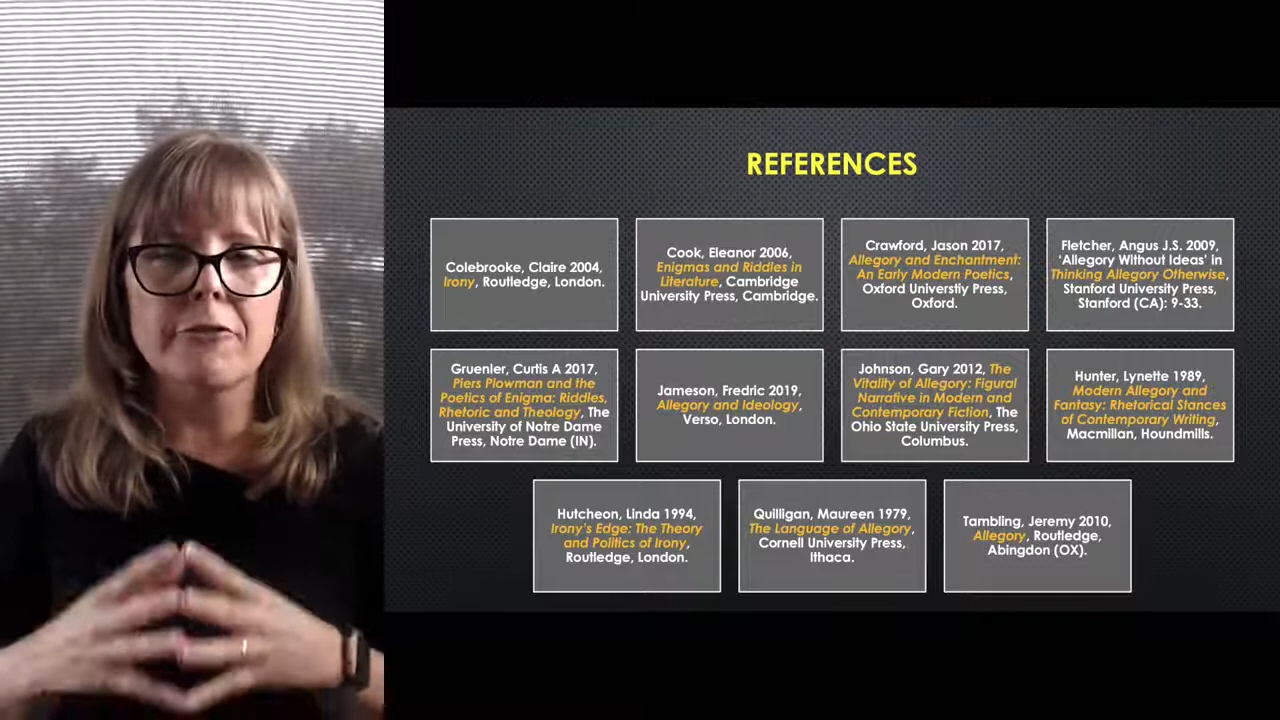 REFERENCES
Colebrooke, Claire 2004,
Irony, Routledge, London.
Cook, Eleanor 2006,
Enigmas and Riddles in
Literature, Cambridge
University Press, Cambridge.
Crawford, Jason 2017,
Allegory and Enchantment:
An Early Modern Poetics,
Oxford Universtiy Press,
Oxford.
Fletcher, Angus J.S. 2009,
‘Allegory Without Ideas’ in
Thinking Allegory Otherwise,
Stanford University Press,
Stanford (CA): 9-33.
Gruenler, Curtis A 2017,
Piers Plowman and the
Poetics of Enigma: Riddles,
Rhetoric and Theology, The
University of Notre Dame
Press, Notre Dame (IN).
Jameson, Fredric 2019,
Allegory and Ideology,
Verso, London.
Johnson, Gary 2012, The
Vitality of Allegory: Figural
Narrative in Modern and
Contemporary Fiction, The
Ohio State University Press,
Columbus.
Hunter, Lynette 1989,
Modern Allegory and
Fantasy: Rhetorical Stances
of Contemporary Writing,
Macmillan, Houndmills.
Hutcheon, Linda 1994,
Irony’s Edge: The Theory
and Politics of Irony,
Routledge, London.
Quilligan, Maureen 1979,
The Language of Allegory,
Cornell University Press,
Ithaca.
Tambling, Jeremy 2010,
Allegory, Routledge,
Abingdon (OX).